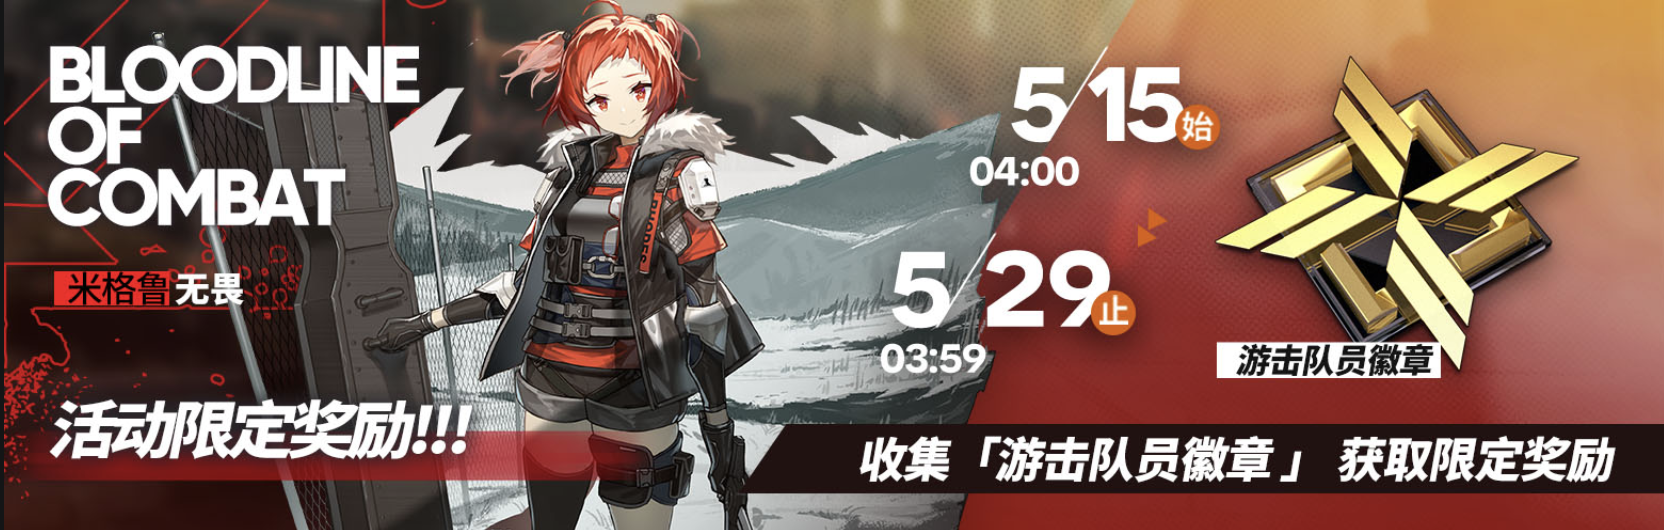 BLOODLINE
OF
COMBAT
米格鲁无畏
活动限定奖励!!!
5/15始
04:00
5/29止
03:59
游击队员徽章
收集「游击队员徽章」 获取限定奖励